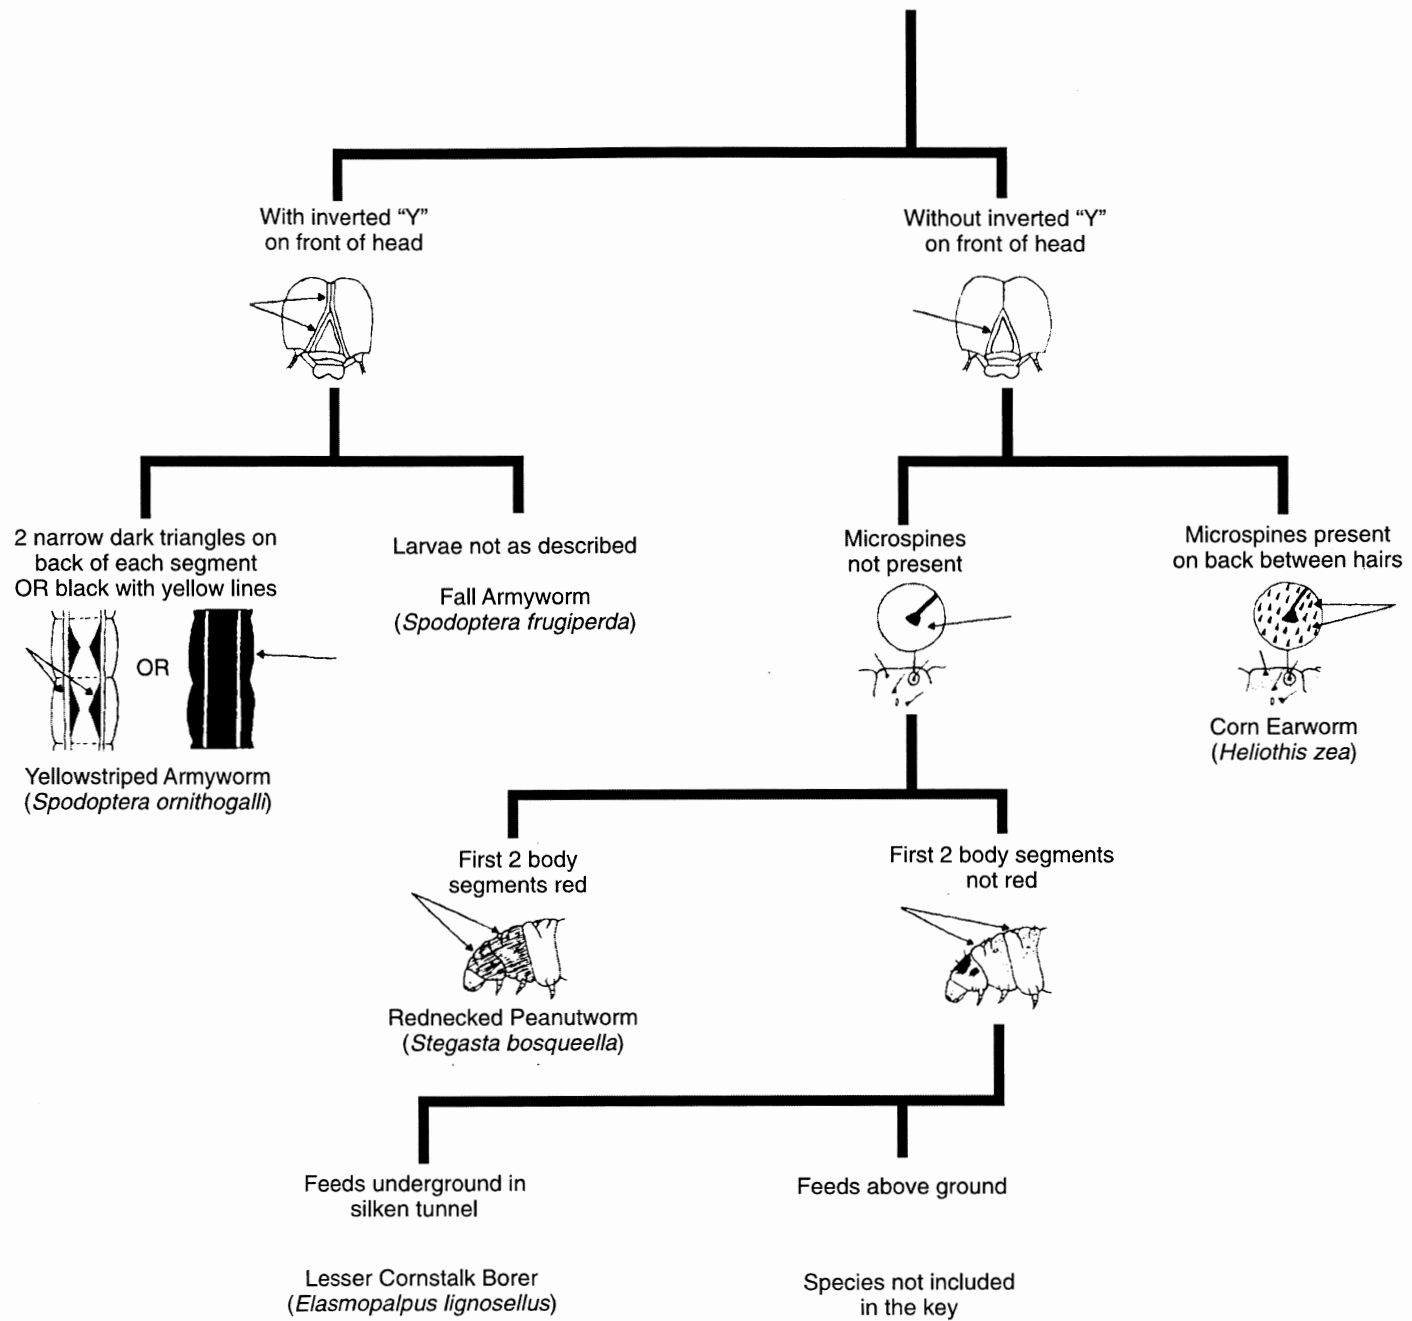 With inverted “Y”
on front of head
Without inverted “Y”
on front of head
2 narrow dark triangles on
back of each segment
OR black with yellow lines
OR
Yellowstriped Armyworm
(Spodoptera ornithogalli)
Larvae not as described
Fall Armyworm
(Spodoptera frugiperda)
Microspines
not present
Microspines present
on back between hairs
Corn Earworm
(Heliothis zea)
First 2 body
segments red
Rednecked Peanutworm
(Stegasta bosqueella)
First 2 body segments
not red
Feeds underground in
silken tunnel
Lesser Cornstalk Borer
(Elasmopalpus lignosellus)
Feeds above ground
Species not included
in the key